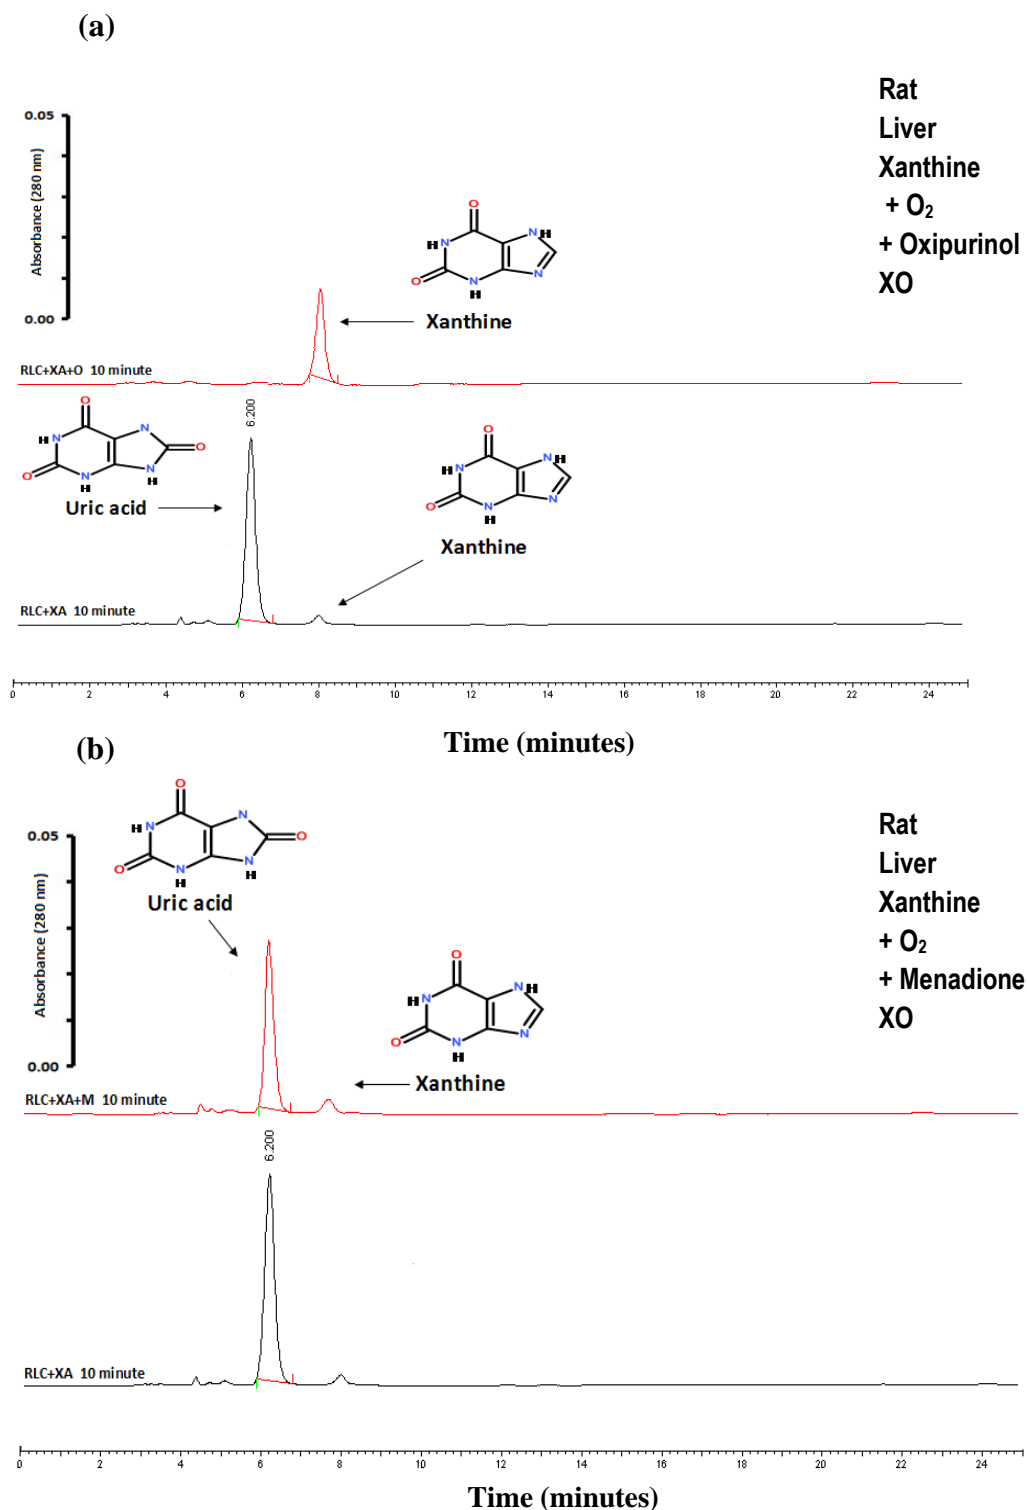 (a)
Rat
Liver
Xanthine
+ O₂
+ Oxipurinol
XO
0.05
Absorbance (280 nm)
0.00
O
H N N H
O N N
H
Xanthine
RLC+XA+O 10 minute
O
H N N
O
O N N
H H
Uric acid
6.200
O
H N N H
O N N
H
Xanthine
RLC+XA 10 minute
0 2 4 6 8 10 12 14 16 18 20 22 24
Time (minutes)
(b)
Rat
Liver
Xanthine
+ O₂
+ Menadione
XO
0.05
Absorbance (280 nm)
0.00
O
H N N
O
O N N
H H
Uric acid
O
H N N H
O N N
H
Xanthine
RLC+XA+M 10 minute
6.200
RLC+XA 10 minute
0 2 4 6 8 10 12 14 16 18 20 22 24
Time (minutes)